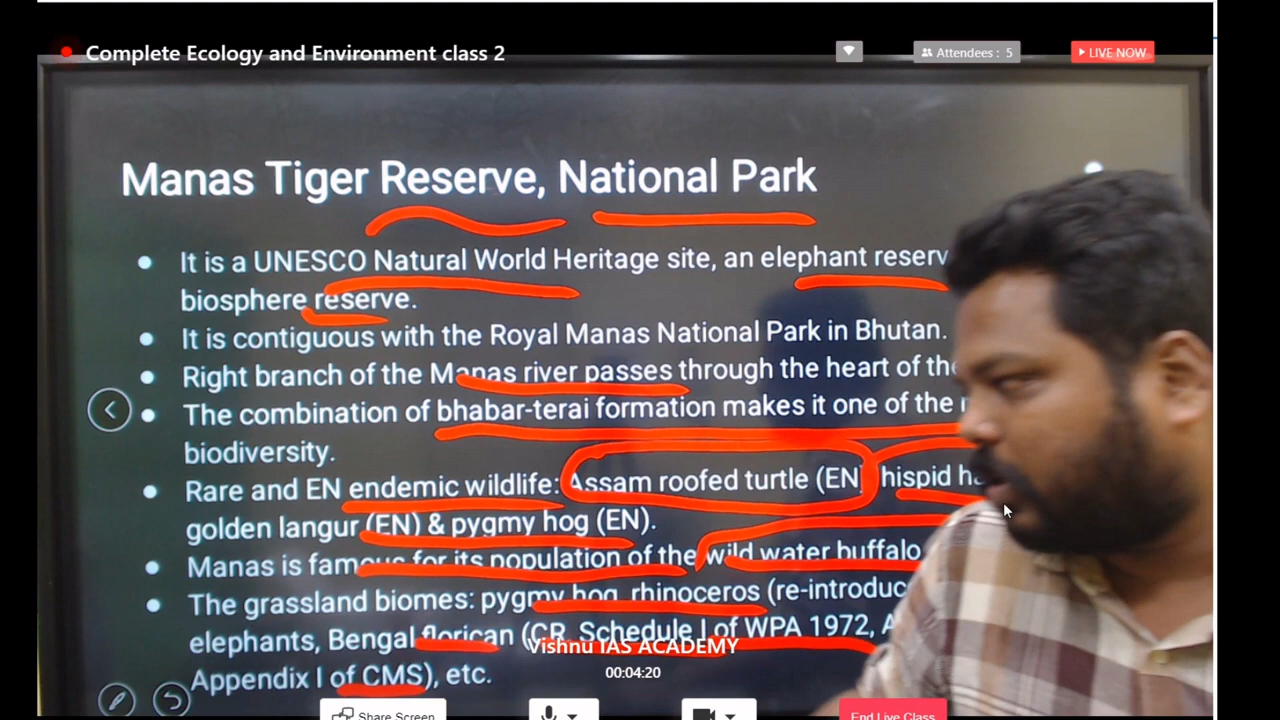 Complete Ecology and Environment class 2
Attendees : 5
LIVE NOW
Manas Tiger Reserve, National Park
It is a UNESCO Natural World Heritage site, an elephant reserv
biosphere reserve.
It is contiguous with the Royal Manas National Park in Bhutan.
Right branch of the Manas river passes through the heart of the
The combination of bhabar-terai formation makes it one of the
biodiversity.
Rare and EN endemic wildlife: Assam roofed turtle (EN) hispid
golden langur (EN) & pygmy hog (EN).
Manas is famous for its population of the wild water buffalo
The grassland biomes: pygmy hog, rhinoceros (re-introduc
elephants, Bengal florican (CR, Schedule I of WPA 1972, A
Appendix I of CMS), etc.
Vishnu IAS ACADEMY
00:04:20
Share Screen
End Live Class